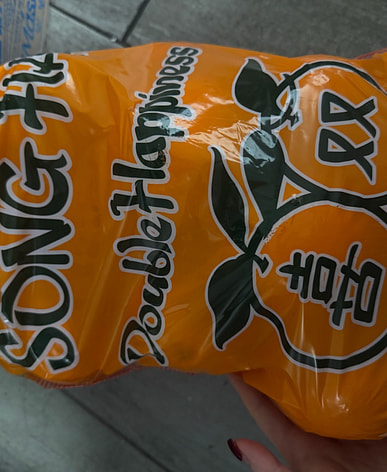 SONG
Double Happiness
双
喜